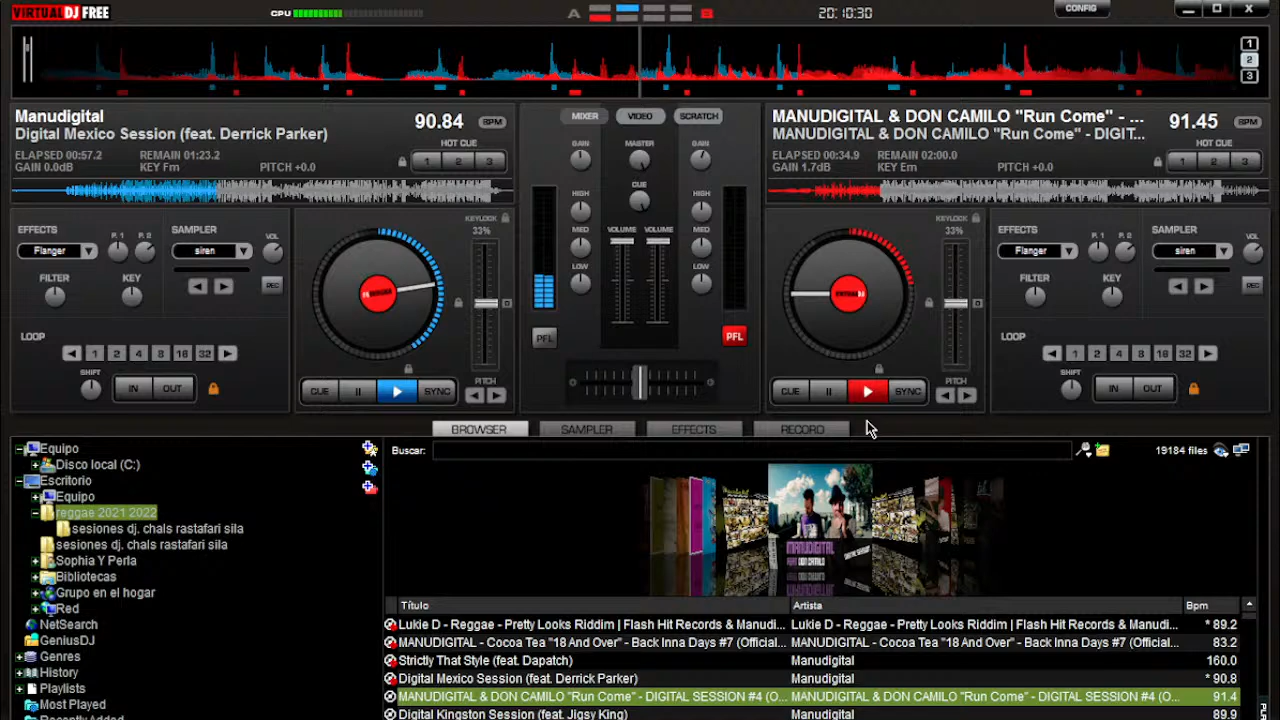 VIRTUALDJ FREE
CPU
A
B
20:10:30
CONFIG
1
2
3
Manudigital
Digital Mexico Session (feat. Derrick Parker)
90.84 BPM
HOT CUE
ELAPSED 00:57.2 REMAIN 01:23.2
GAIN 0.0dB KEY Fm PITCH +0.0
1 2 3
MIXER VIDEO SCRATCH
GAIN MASTER GAIN
CUE
HIGH HIGH
MED VOLUME VOLUME MED
LOW LOW
PFL PFL
MANUDIGITAL & DON CAMILO "Run Come" - ...
MANUDIGITAL & DON CAMILO "Run Come" - DIGIT...
91.45 BPM
HOT CUE
ELAPSED 00:34.9 REMAIN 02:00.0
GAIN 1.7dB KEY Em PITCH +0.0
1 2 3
EFFECTS P. 1 P. 2 SAMPLER VOL
Flanger siren
FILTER KEY REC
LOOP
1 2 4 8 16 32
SHIFT IN OUT
KEYLOCK
33%
CUE SYNC PITCH
KEYLOCK
33%
VIRTUALDJ
CUE SYNC PITCH
EFFECTS P. 1 P. 2 SAMPLER VOL
Flanger siren
FILTER KEY REC
LOOP
1 2 4 8 16 32
SHIFT IN OUT
BROWSER SAMPLER EFFECTS RECORD
Equipo
Disco local (C:)
Escritorio
Equipo
reggae 2021 2022
sesiones dj. chals rastafari sila
sesiones dj. chals rastafari sila
Sophia Y Perla
Bibliotecas
Grupo en el hogar
Red
NetSearch
GeniusDJ
Genres
History
Playlists
Most Played
Recently Added
Buscar:
19184 files
MANUDIGITAL
FEAT DON CAMILO
Título Artista Bpm
Lukie D - Reggae - Pretty Looks Riddim | Flash Hit Records & Manudi... Lukie D - Reggae - Pretty Looks Riddim | Flash Hit Records & Manudi... * 89.2
MANUDIGITAL - Cocoa Tea "18 And Over" - Back Inna Days #7 (Official... MANUDIGITAL - Cocoa Tea "18 And Over" - Back Inna Days #7 (Official... 83.2
Strictly That Style (feat. Dapatch) Manudigital 160.0
Digital Mexico Session (feat. Derrick Parker) Manudigital * 90.8
MANUDIGITAL & DON CAMILO "Run Come" - DIGITAL SESSION #4 (O... MANUDIGITAL & DON CAMILO "Run Come" - DIGITAL SESSION #4 (O... 91.4
Digital Kingston Session (feat. Jigsy King) Manudigital 89.9